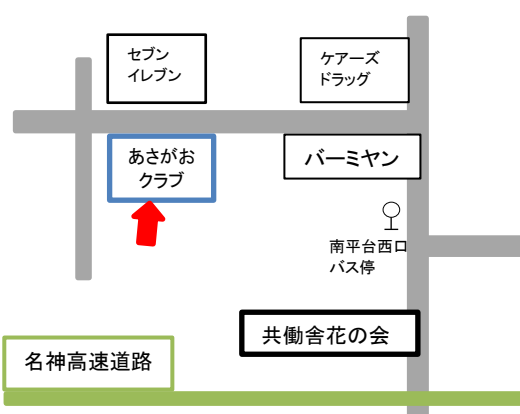 セブン
イレブン
ケアーズ
ドラッグ
あさがお
クラブ
バーミヤン
南平台西口
バス停
共働舎花の会
名神高速道路